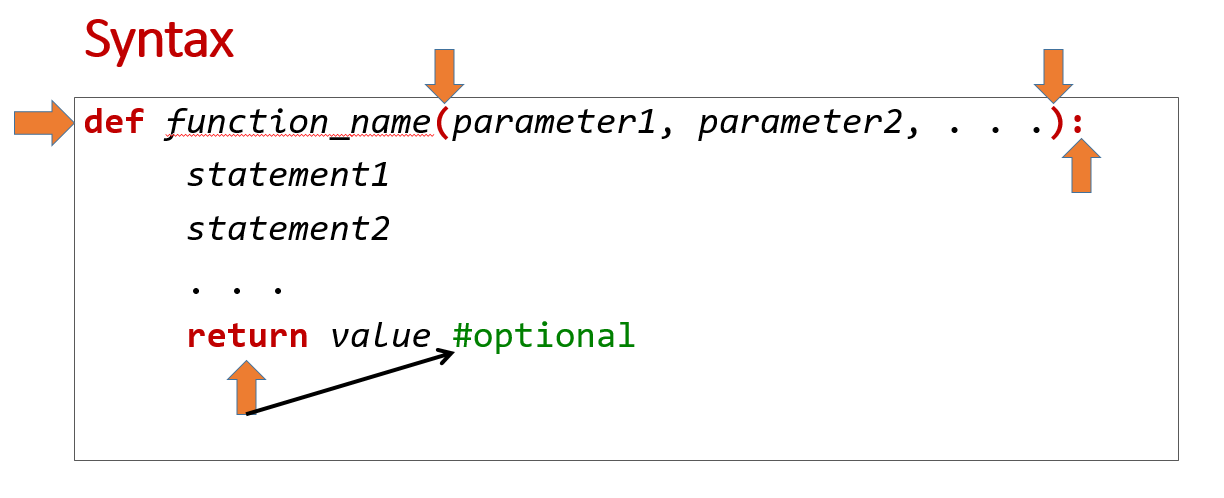 Syntax
def function_name(parameter1, parameter2, . . .):
statement1
statement2
. . .
return value #optional